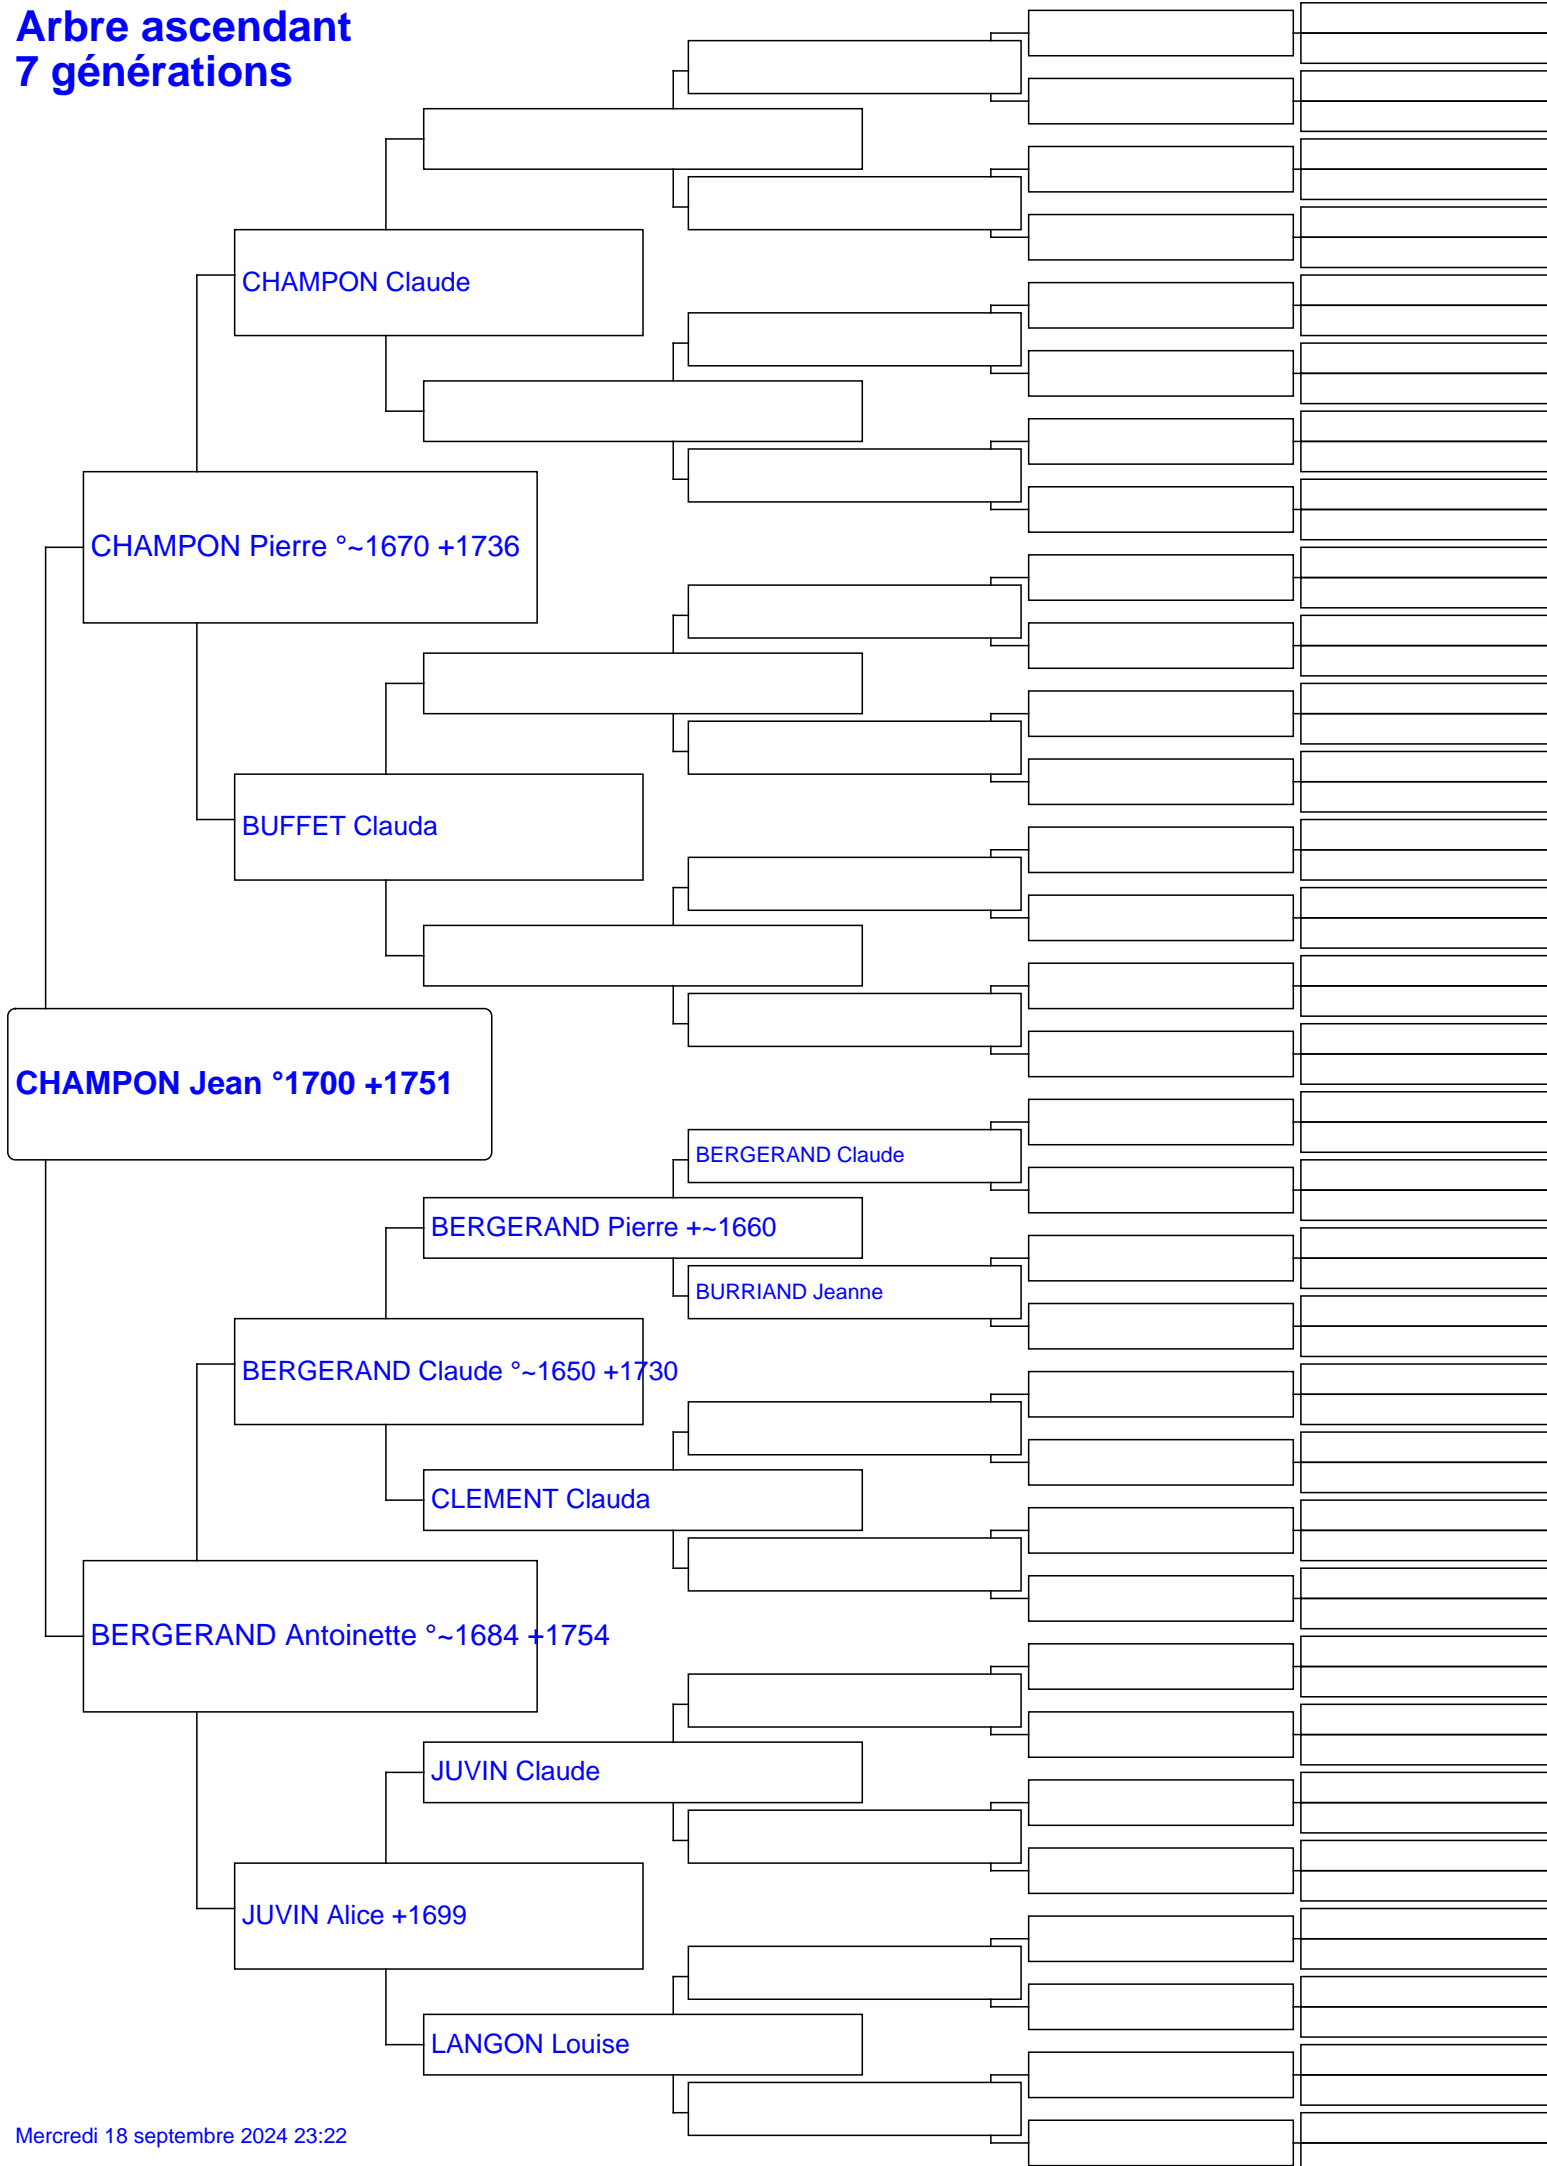 Arbre ascendant
7 générations
CHAMPON Claude
CHAMPON Pierre °~1670 +1736
BUFFET Clauda
CHAMPON Jean °1700 +1751
BERGERAND Claude
BERGERAND Pierre +~1660
BURRIAND Jeanne
BERGERAND Claude °~1650 +1730
CLEMENT Clauda
BERGERAND Antoinette °~1684 +1754
JUVIN Claude
JUVIN Alice +1699
LANGON Louise
Mercredi 18 septembre 2024 23:22